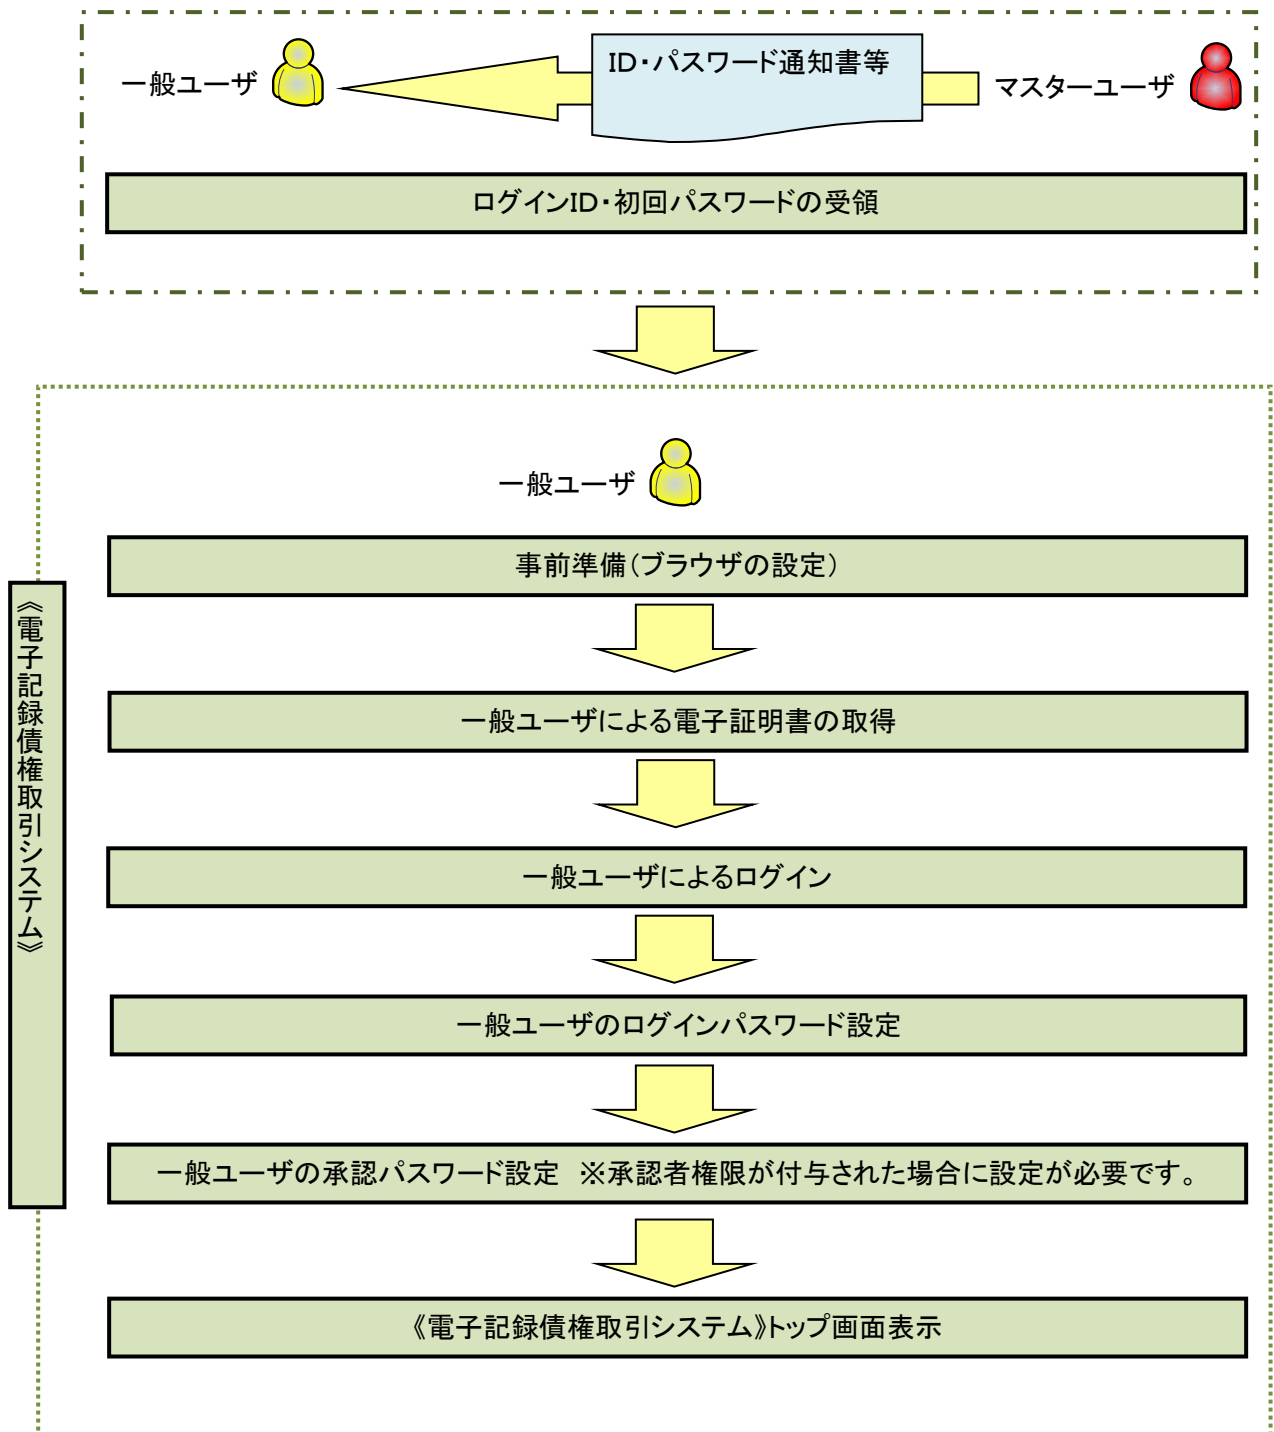 ID・パスワード通知書等
一般ユーザ
マスターユーザ
ログインID・初回パスワードの受領
一般ユーザ
事前準備(ブラウザの設定)
《電子記録債権取引システム》
一般ユーザによる電子証明書の取得
一般ユーザによるログイン
一般ユーザのログインパスワード設定
一般ユーザの承認パスワード設定　※承認者権限が付与された場合に設定が必要です。
《電子記録債権取引システム》トップ画面表示